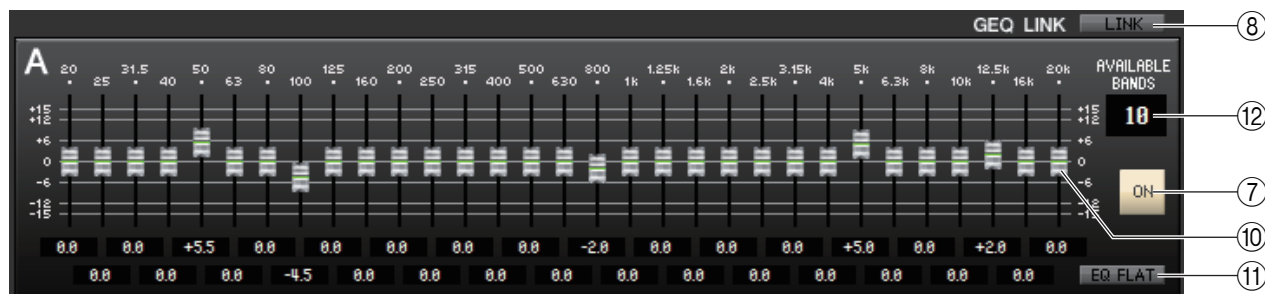 GEQ LINK LINK ⑧
A 20 31.5 50 80 125 200 315 500 800 1.25k 2k 3.15k 5k 8k 12.5k 20k AVAILABLE
25 40 63 100 160 250 400 630 1k 1.6k 2.5k 4k 6.3k 10k 16k BANDS
+15 +15
+12 +12 10 ⑫
+6 +6
0 0
-6 -6
-12 -12 ON ⑦
-15 -15
⑩
0.0 0.0 +5.5 0.0 0.0 0.0 0.0 0.0 -2.0 0.0 0.0 0.0 +5.0 0.0 +2.0 0.0
0.0 0.0 0.0 -4.5 0.0 0.0 0.0 0.0 0.0 0.0 0.0 0.0 0.0 0.0 0.0 EQ FLAT ⑪